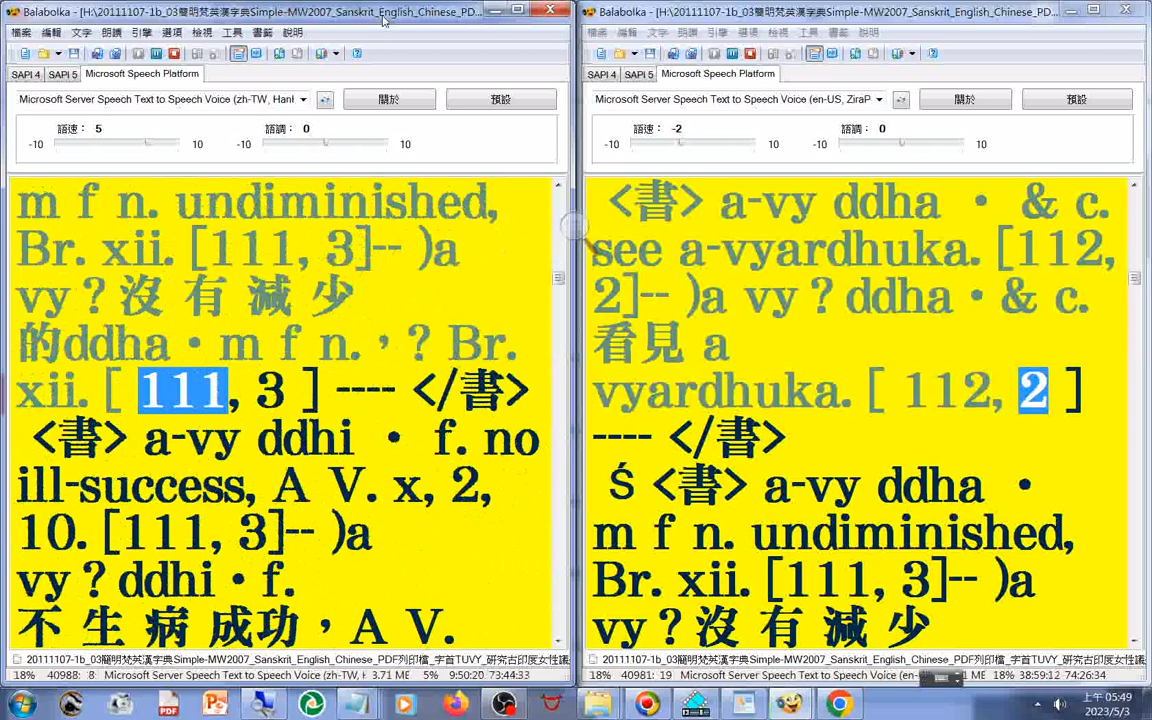 Balabolka - [H:\20111107-1b_03簡明梵英漢字典Simple-MW2007_Sanskrit_English_Chinese_PD...
檔案 編輯 文字 朗讀 引擎 選項 檢視 工具 書籤 說明
SAPI 4 SAPI 5 Microsoft Speech Platform
Microsoft Server Speech Text to Speech Voice (zh-TW, Hanl
關於
預設
語速： 5
語調： 0
-10 10 -10 10
m f n. undiminished,
Br. xii. [111, 3]-- )a
vy？沒 有 減 少
的ddha・m f n.，? Br.
xii. [ 111, 3 ] ---- </書>
<書> a-vy ddhi ・ f. no
ill-success, A V. x, 2,
10. [111, 3]-- )a
vy？ddhi・f.
不 生 病 成功，A V.
20111107-1b_03簡明梵英漢字典Simple-MW2007_Sanskrit_English_Chinese_PDF列印檔_字首TUVY_研究古印度女性議
18% 40988: 8 Microsoft Server Speech Text to Speech Voice (zh-TW, H 3.71 ME 5% 9:50:20 73:44:33
Balabolka - [H:\20111107-1b_03簡明梵英漢字典Simple-MW2007_Sanskrit_English_Chinese_PD...
檔案 編輯 文字 朗讀 引擎 選項 檢視 工具 書籤 說明
SAPI 4 SAPI 5 Microsoft Speech Platform
Microsoft Server Speech Text to Speech Voice (en-US, ZiraP
關於
預設
語速： -2
語調： 0
-10 10 -10 10
<書> a-vy ddha ・ & c.
see a-vyardhuka. [112,
2]-- )a vy？ddha・& c.
看見 a
vyardhuka. [ 112, 2 ]
---- </書>
Ś <書> a-vy ddha ・
m f n. undiminished,
Br. xii. [111, 3]-- )a
vy？沒 有 減 少
20111107-1b_03簡明梵英漢字典Simple-MW2007_Sanskrit_English_Chinese_PDF列印檔_字首TUVY_研究古印度女性議
18% 40981: 19 Microsoft Server Speech Text to Speech 18% 38:59:12 74:26:34
上午 05:49
2023/5/3